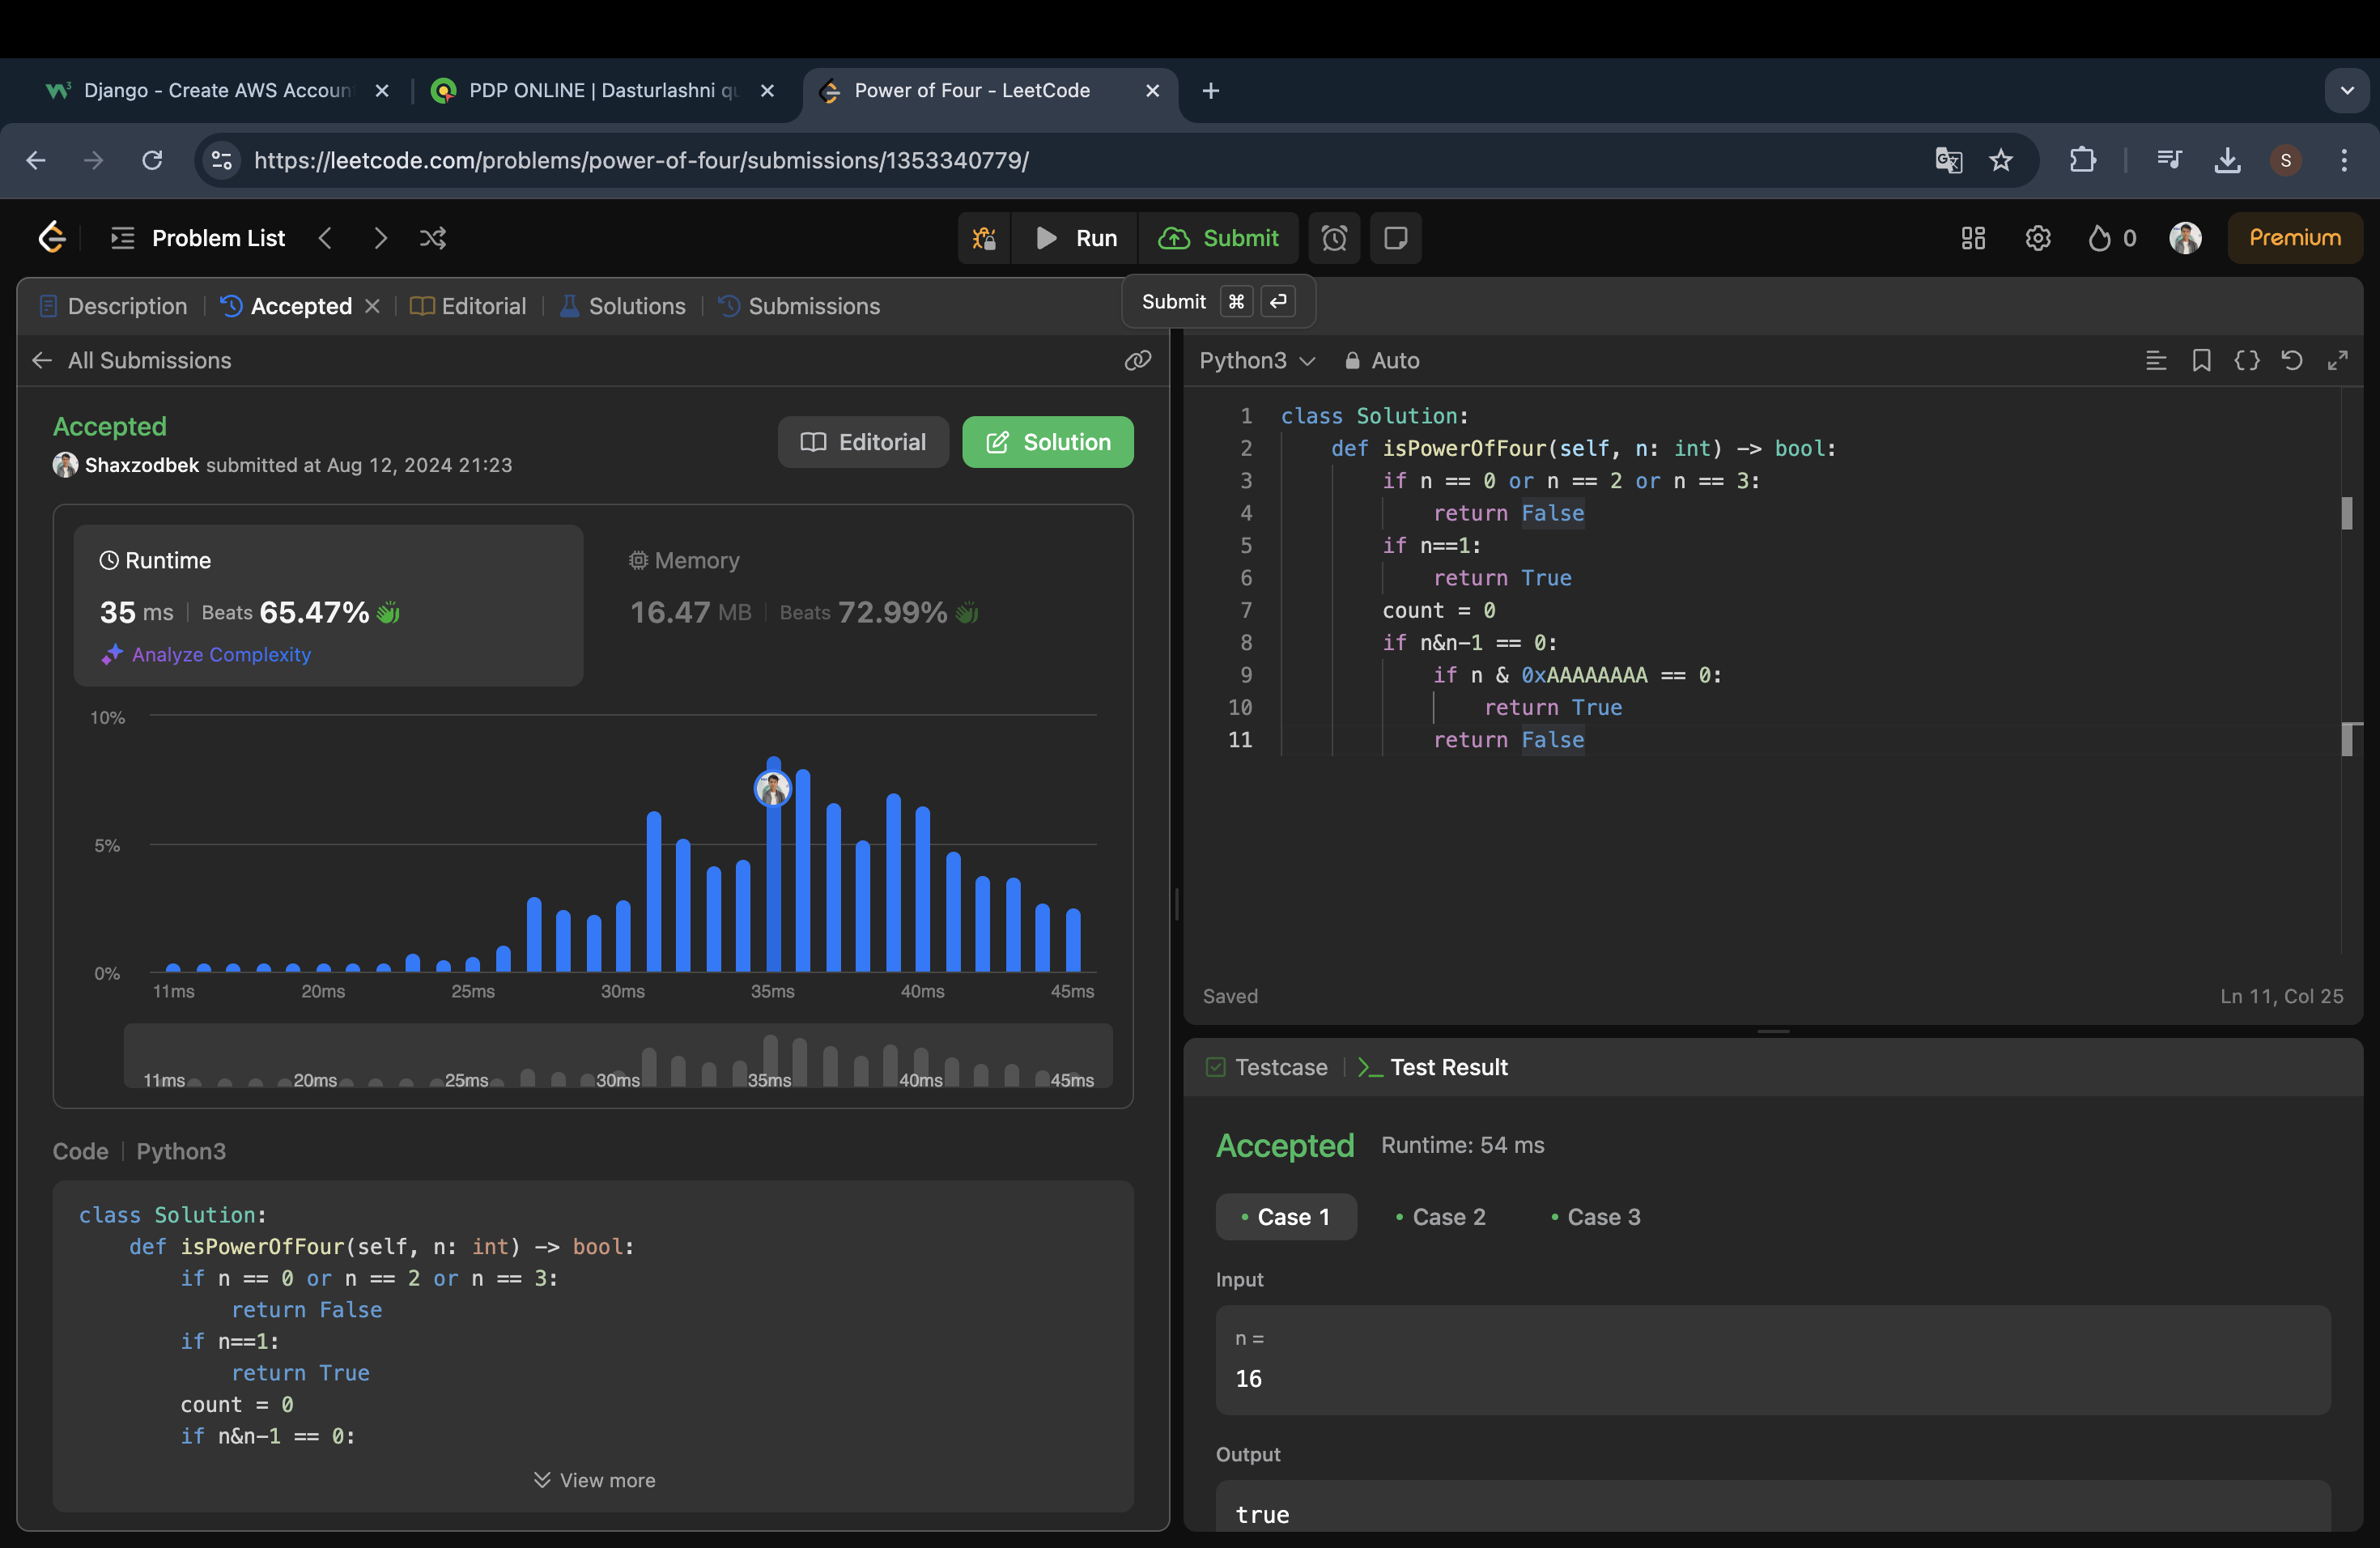 Django - Create AWS Accoun
PDP ONLINE | Dasturlashni qu
Power of Four - LeetCode
https://leetcode.com/problems/power-of-four/submissions/1353340779/
S
Problem List
Run
Submit
0
Premium
Description
Accepted
Editorial
Solutions
Submissions
Submit ⌘
All Submissions
Accepted
Shaxzodbek submitted at Aug 12, 2024 21:23
Editorial
Solution
Runtime
35 ms
Beats 65.47%
Analyze Complexity
Memory
16.47 MB
Beats 72.99%
10%
5%
0%
11ms 20ms 25ms 30ms 35ms 40ms 45ms
11ms 20ms 25ms 30ms 35ms 40ms 45ms
Code
Python3
class Solution:
    def isPowerOfFour(self, n: int) -> bool:
        if n == 0 or n == 2 or n == 3:
            return False
        if n==1:
            return True
        count = 0
        if n&n-1 == 0:
View more
Python3
Auto
1 class Solution:
2     def isPowerOfFour(self, n: int) -> bool:
3         if n == 0 or n == 2 or n == 3:
4             return False
5         if n==1:
6             return True
7         count = 0
8         if n&n-1 == 0:
9             if n & 0xAAAAAAAA == 0:
10                 return True
11             return False
Saved
Ln 11, Col 25
Testcase
Test Result
Accepted
Runtime: 54 ms
Case 1
Case 2
Case 3
Input
n =
16
Output
true